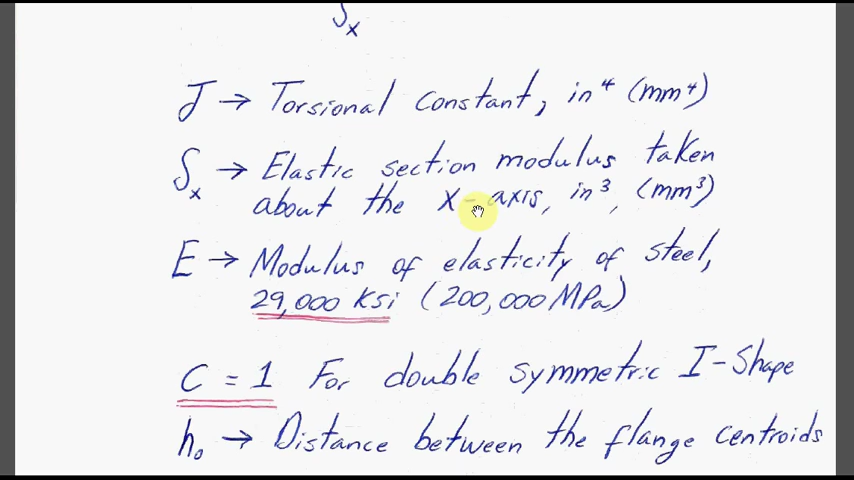 Sx
J → Torsional constant, in⁴ (mm⁴)
Sx → Elastic section modulus taken
about the x-axis, in³, (mm³)
E → Modulus of elasticity of steel,
29,000 Ksi (200,000 MPa)
C = 1 For double symmetric I-Shape
h₀ → Distance between the flange centroids